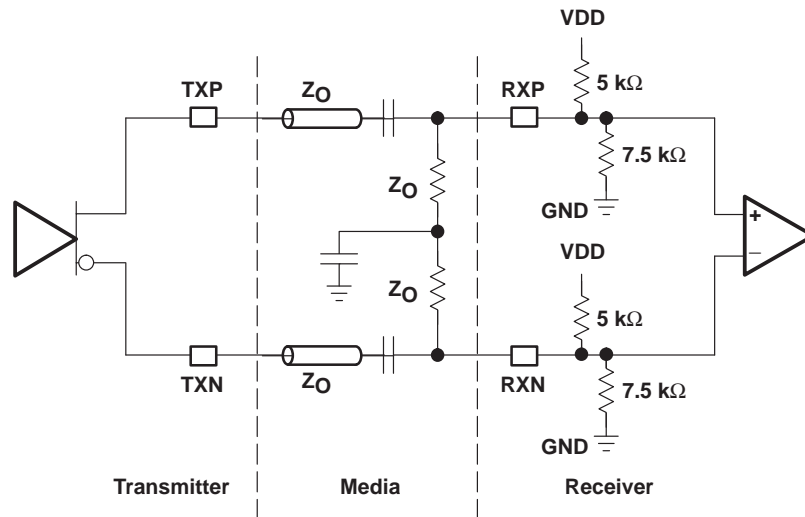 VDD
TXP
ZO
RXP
5 kΩ
7.5 kΩ
ZO
GND
+
VDD
–
ZO
5 kΩ
TXN
ZO
RXN
7.5 kΩ
GND
Transmitter
Media
Receiver